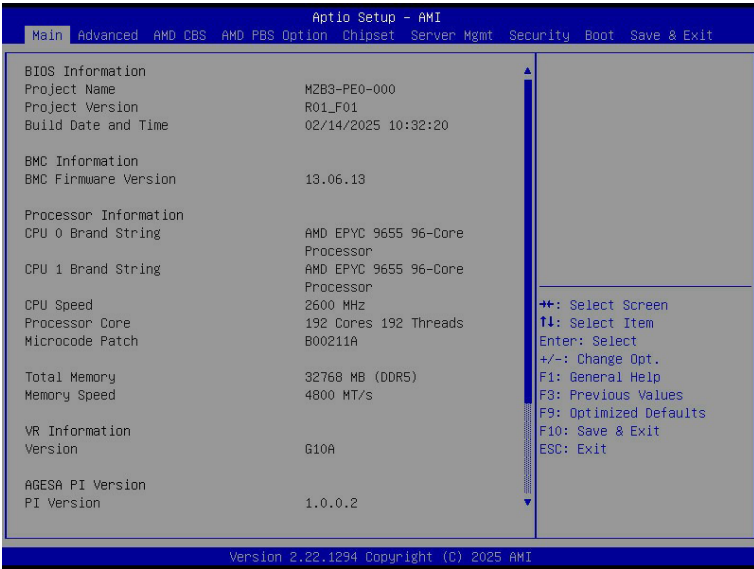 Aptio Setup - AMI
Main Advanced AMD CBS AMD PBS Option Chipset Server Mgmt Security Boot Save & Exit
BIOS Information
Project Name MZB3-PE0-000
Project Version R01_F01
Build Date and Time 02/14/2025 10:32:20
BMC Information
BMC Firmware Version 13.06.13
Processor Information
CPU 0 Brand String AMD EPYC 9655 96-Core
Processor
CPU 1 Brand String AMD EPYC 9655 96-Core
Processor
CPU Speed 2600 MHz
Processor Core 192 Cores 192 Threads
Microcode Patch B00211A
Total Memory 32768 MB (DDR5)
Memory Speed 4800 MT/s
VR Information
Version G10A
AGESA PI Version
PI Version 1.0.0.2
→←: Select Screen
↑↓: Select Item
Enter: Select
+/-: Change Opt.
F1: General Help
F3: Previous Values
F9: Optimized Defaults
F10: Save & Exit
ESC: Exit
Version 2.22.1294 Copyright (C) 2025 AMI